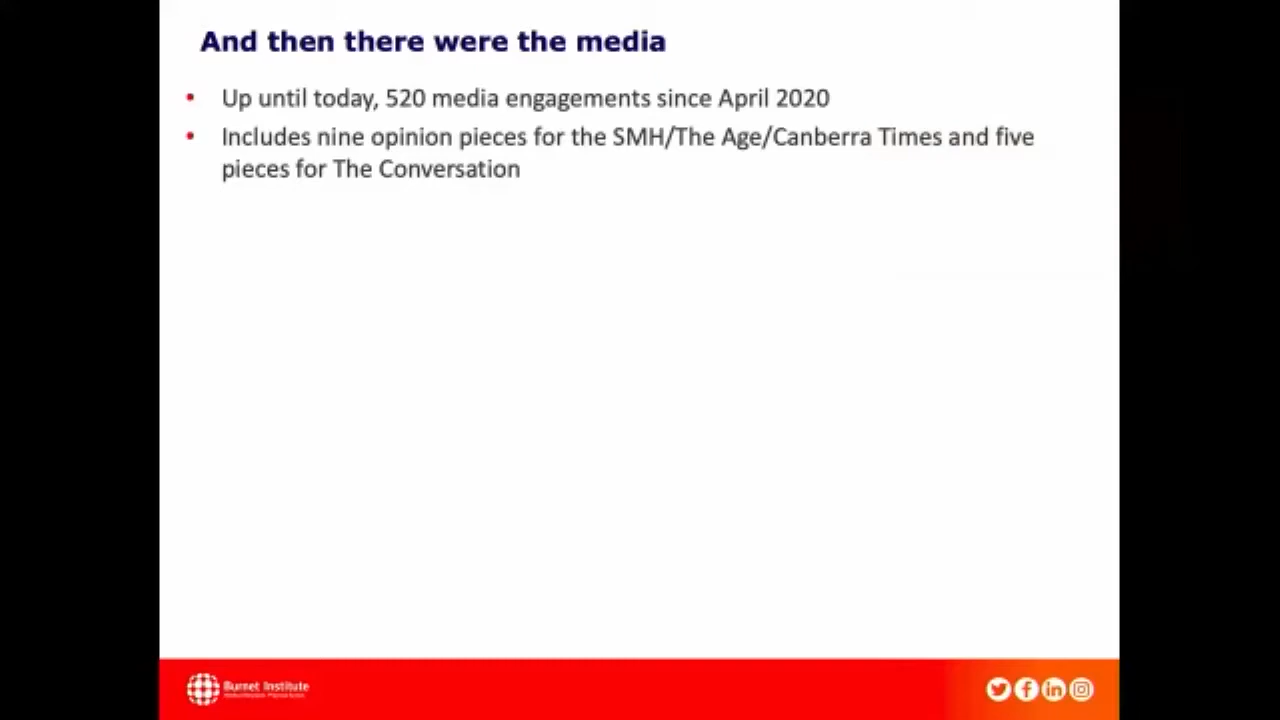 And then there were the media
• Up until today, 520 media engagements since April 2020
• Includes nine opinion pieces for the SMH/The Age/Canberra Times and five
pieces for The Conversation
Burnet Institute